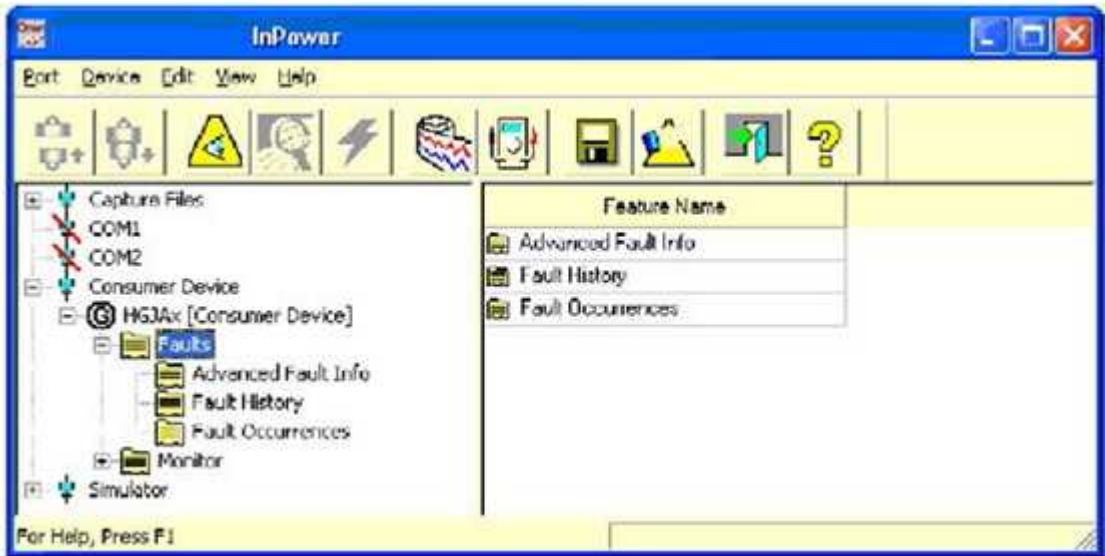 InPower
Port Device Edit View Help
Capture Files
COM1
COM2
Consumer Device
HGJAx [Consumer Device]
Faults
Advanced Fault Info
Fault History
Fault Occurrences
Monitor
Simulator
Feature Name
Advanced Fault Info
Fault History
Fault Occurrences
For Help, Press F1